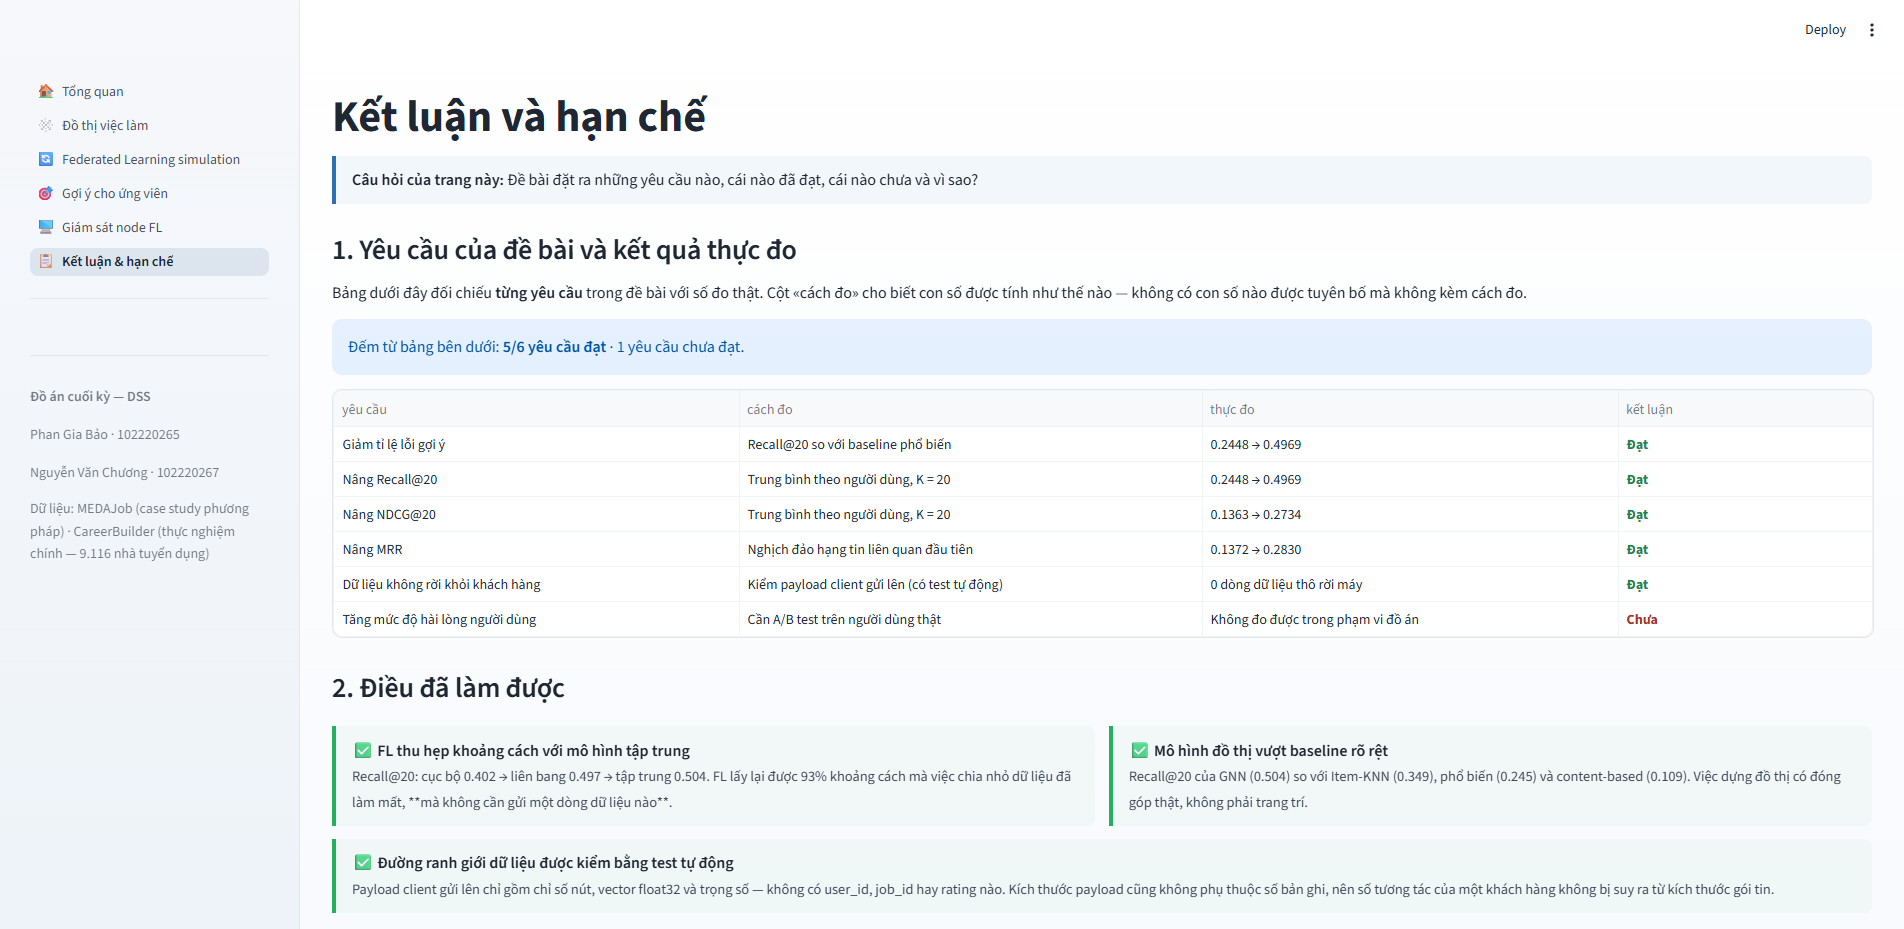 Deploy
Tổng quan
Đồ thị việc làm
Federated Learning simulation
Gợi ý cho ứng viên
Giám sát node FL
Kết luận & hạn chế
Đồ án cuối kỳ — DSS
Phan Gia Bảo · 102220265
Nguyễn Văn Chương · 102220267
Dữ liệu: MEDAJob (case study phương
pháp) · CareerBuilder (thực nghiệm
chính — 9.116 nhà tuyển dụng)
Kết luận và hạn chế
Câu hỏi của trang này: Đề bài đặt ra những yêu cầu nào, cái nào đã đạt, cái nào chưa và vì sao?
1. Yêu cầu của đề bài và kết quả thực đo
Bảng dưới đây đối chiếu từng yêu cầu trong đề bài với số đo thật. Cột «cách đo» cho biết con số được tính như thế nào — không có con số nào được tuyên bố mà không kèm cách đo.
Đếm từ bảng bên dưới: 5/6 yêu cầu đạt · 1 yêu cầu chưa đạt.
yêu cầu cách đo thực đo kết luận
Giảm tỉ lệ lỗi gợi ý Recall@20 so với baseline phổ biến 0.2448 → 0.4969 Đạt
Nâng Recall@20 Trung bình theo người dùng, K = 20 0.2448 → 0.4969 Đạt
Nâng NDCG@20 Trung bình theo người dùng, K = 20 0.1363 → 0.2734 Đạt
Nâng MRR Nghịch đảo hạng tin liên quan đầu tiên 0.1372 → 0.2830 Đạt
Dữ liệu không rời khỏi khách hàng Kiểm payload client gửi lên (có test tự động) 0 dòng dữ liệu thô rời máy Đạt
Tăng mức độ hài lòng người dùng Cần A/B test trên người dùng thật Không đo được trong phạm vi đồ án Chưa
2. Điều đã làm được
✅ FL thu hẹp khoảng cách với mô hình tập trung
Recall@20: cục bộ 0.402 → liên bang 0.497 → tập trung 0.504. FL lấy lại được 93% khoảng cách mà việc chia nhỏ dữ liệu đã
làm mất, **mà không cần gửi một dòng dữ liệu nào**.
✅ Mô hình đồ thị vượt baseline rõ rệt
Recall@20 của GNN (0.504) so với Item-KNN (0.349), phổ biến (0.245) và content-based (0.109). Việc dựng đồ thị có đóng
góp thật, không phải trang trí.
✅ Đường ranh giới dữ liệu được kiểm bằng test tự động
Payload client gửi lên chỉ gồm chỉ số nút, vector float32 và trọng số — không có user_id, job_id hay rating nào. Kích thước payload cũng không phụ thuộc số bản ghi, nên số tương tác của một khách hàng không bị suy ra từ kích thước gói tin.